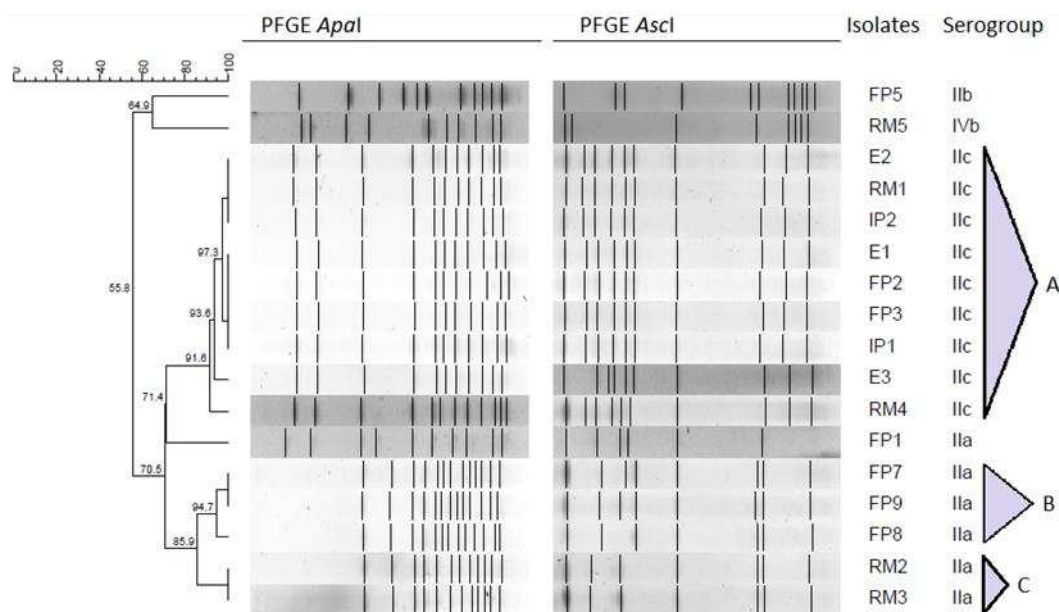 PFGE ApaI PFGE AscI Isolates Serogroup
0 20 40 60 80 100
64.9 FP5 IIb
RM5 IVb
E2 IIc
RM1 IIc
IP2 IIc
97.3 E1 IIc
55.8 FP2 IIc A
93.6 FP3 IIc
IP1 IIc
91.6 E3 IIc
71.4 RM4 IIc
FP1 IIa
70.5 FP7 IIa
94.7 FP9 IIa B
85.9 FP8 IIa
RM2 IIa
RM3 IIa C